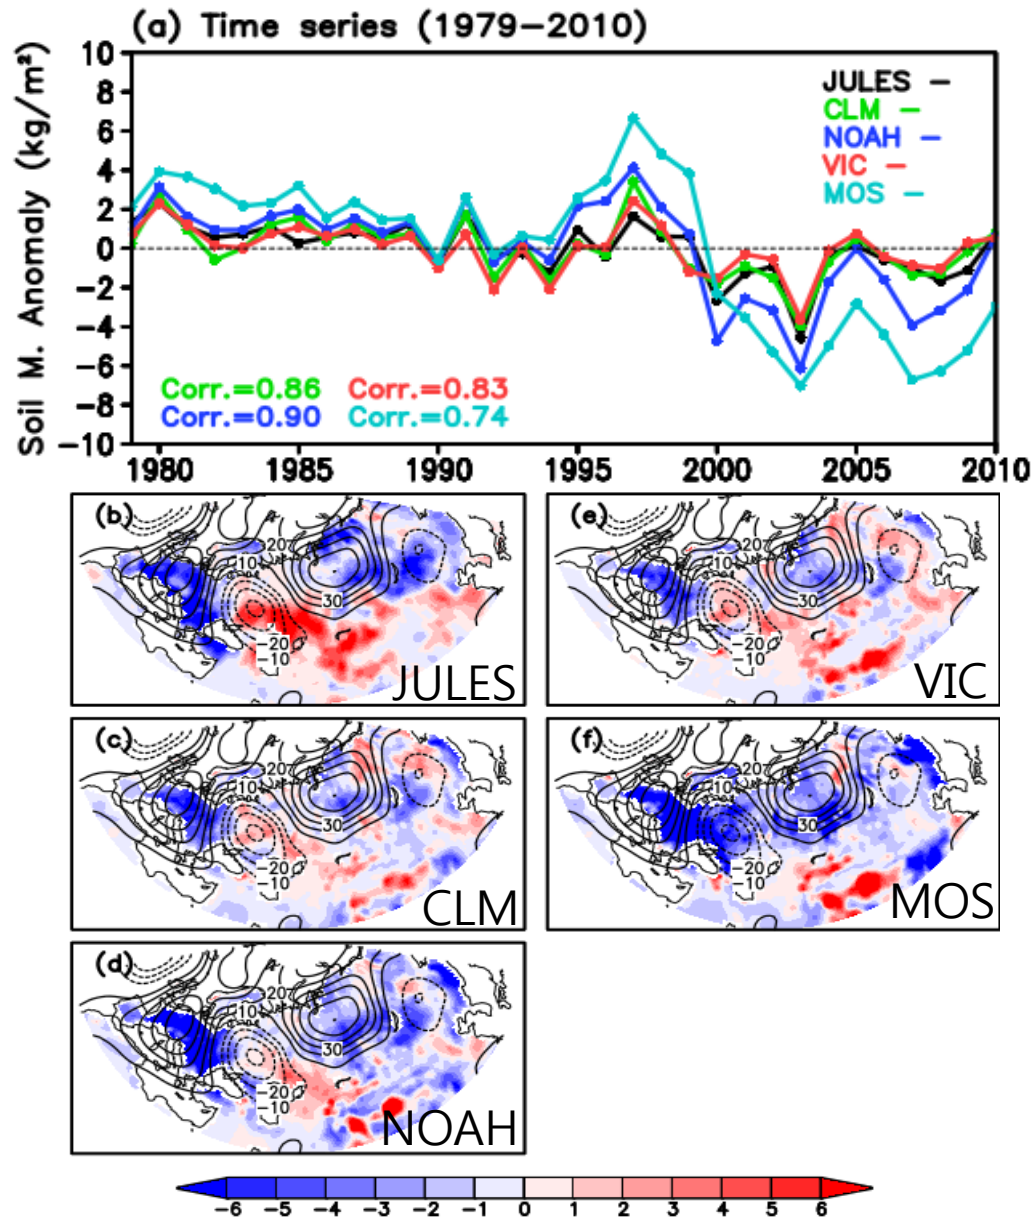 (a) Time series (1979−2010)
Soil M. Anomaly (kg/m²)
10
8
6
4
2
0
−2
−4
−6
−8
−10
JULES −
CLM −
NOAH −
VIC −
MOS −
Corr.=0.86 Corr.=0.83
Corr.=0.90 Corr.=0.74
1980 1985 1990 1995 2000 2005 2010
(b)
20
10
30
−20
−10
JULES
(e)
20
10
30
−20
−10
VIC
(c)
20
10
30
−20
−10
CLM
(f)
20
10
30
−20
−10
MOS
(d)
20
10
30
−20
−10
NOAH
−6 −5 −4 −3 −2 −1 0 1 2 3 4 5 6